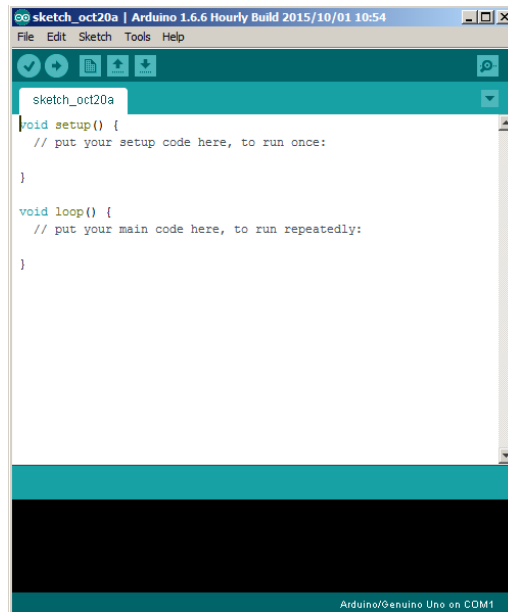 sketch_oct20a | Arduino 1.6.6 Hourly Build 2015/10/01 10:54
File Edit Sketch Tools Help
sketch_oct20a
void setup() {
  // put your setup code here, to run once:
}
void loop() {
  // put your main code here, to run repeatedly:
}
Arduino/Genuino Uno on COM1